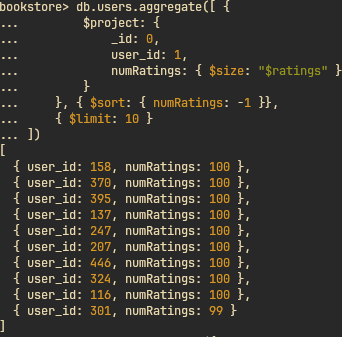 bookstore> db.users.aggregate([ {
...         $project: {
...             _id: 0,
...             user_id: 1,
...             numRatings: { $size: "$ratings" }
...         }
...     }, { $sort: { numRatings: -1 }},
...     { $limit: 10 }
... ])
[
  { user_id: 158, numRatings: 100 },
  { user_id: 370, numRatings: 100 },
  { user_id: 395, numRatings: 100 },
  { user_id: 137, numRatings: 100 },
  { user_id: 247, numRatings: 100 },
  { user_id: 207, numRatings: 100 },
  { user_id: 446, numRatings: 100 },
  { user_id: 324, numRatings: 100 },
  { user_id: 116, numRatings: 100 },
  { user_id: 301, numRatings: 99 }
]